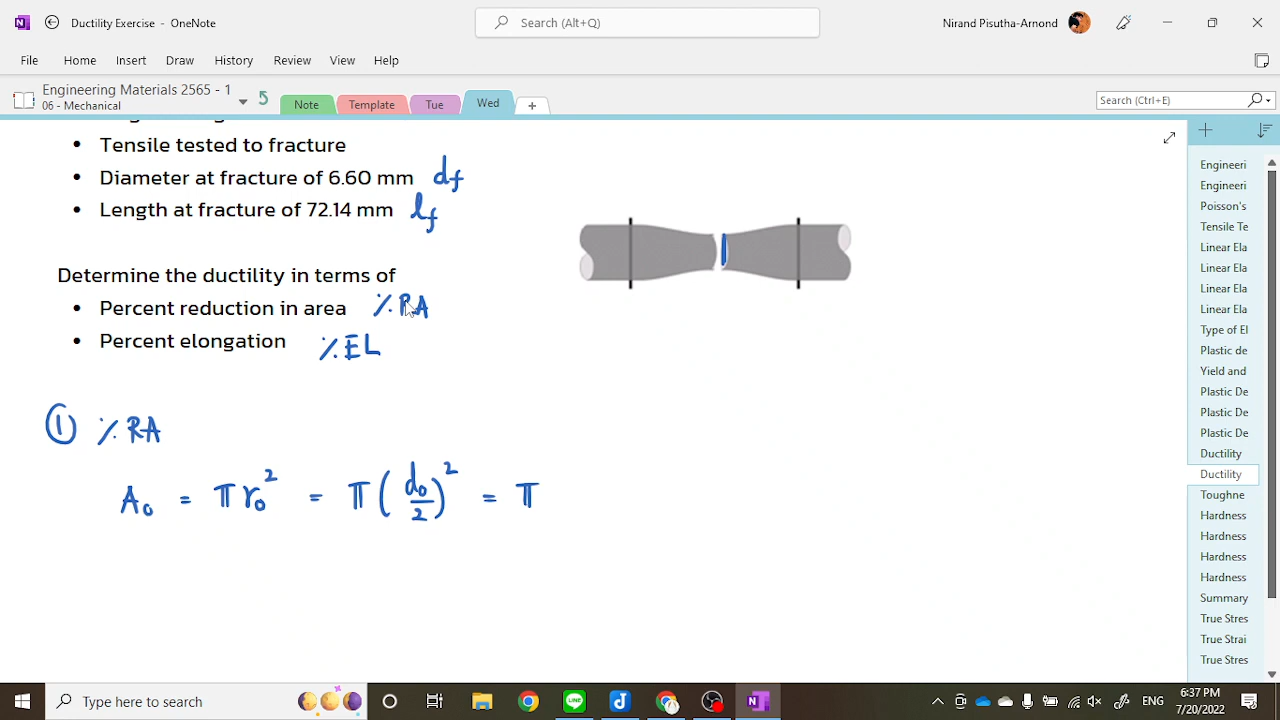 Ductility Exercise - OneNote
Search (Alt+Q)
Nirand Pisutha-Arnond
File Home Insert Draw History Review View Help
Engineering Materials 2565 - 1
06 - Mechanical
Note Template Tue Wed +
Search (Ctrl+E)
• Tensile tested to fracture
• Diameter at fracture of 6.60 mm df
• Length at fracture of 72.14 mm lf
Determine the ductility in terms of
• Percent reduction in area % RA
• Percent elongation % EL
① % RA
A₀ = π r₀² = π (d₀/2)² = π
Engineeri
Engineeri
Poisson's
Tensile Te
Linear Ela
Linear Ela
Linear Ela
Linear Ela
Type of El
Plastic de
Yield and
Plastic De
Plastic De
Plastic De
Ductility
Ductility
Toughne
Hardness
Hardness
Hardness
Hardness
Summary
True Stres
True Strai
True Stres
Type here to search
LINE
ENG
6:37 PM
7/20/2022